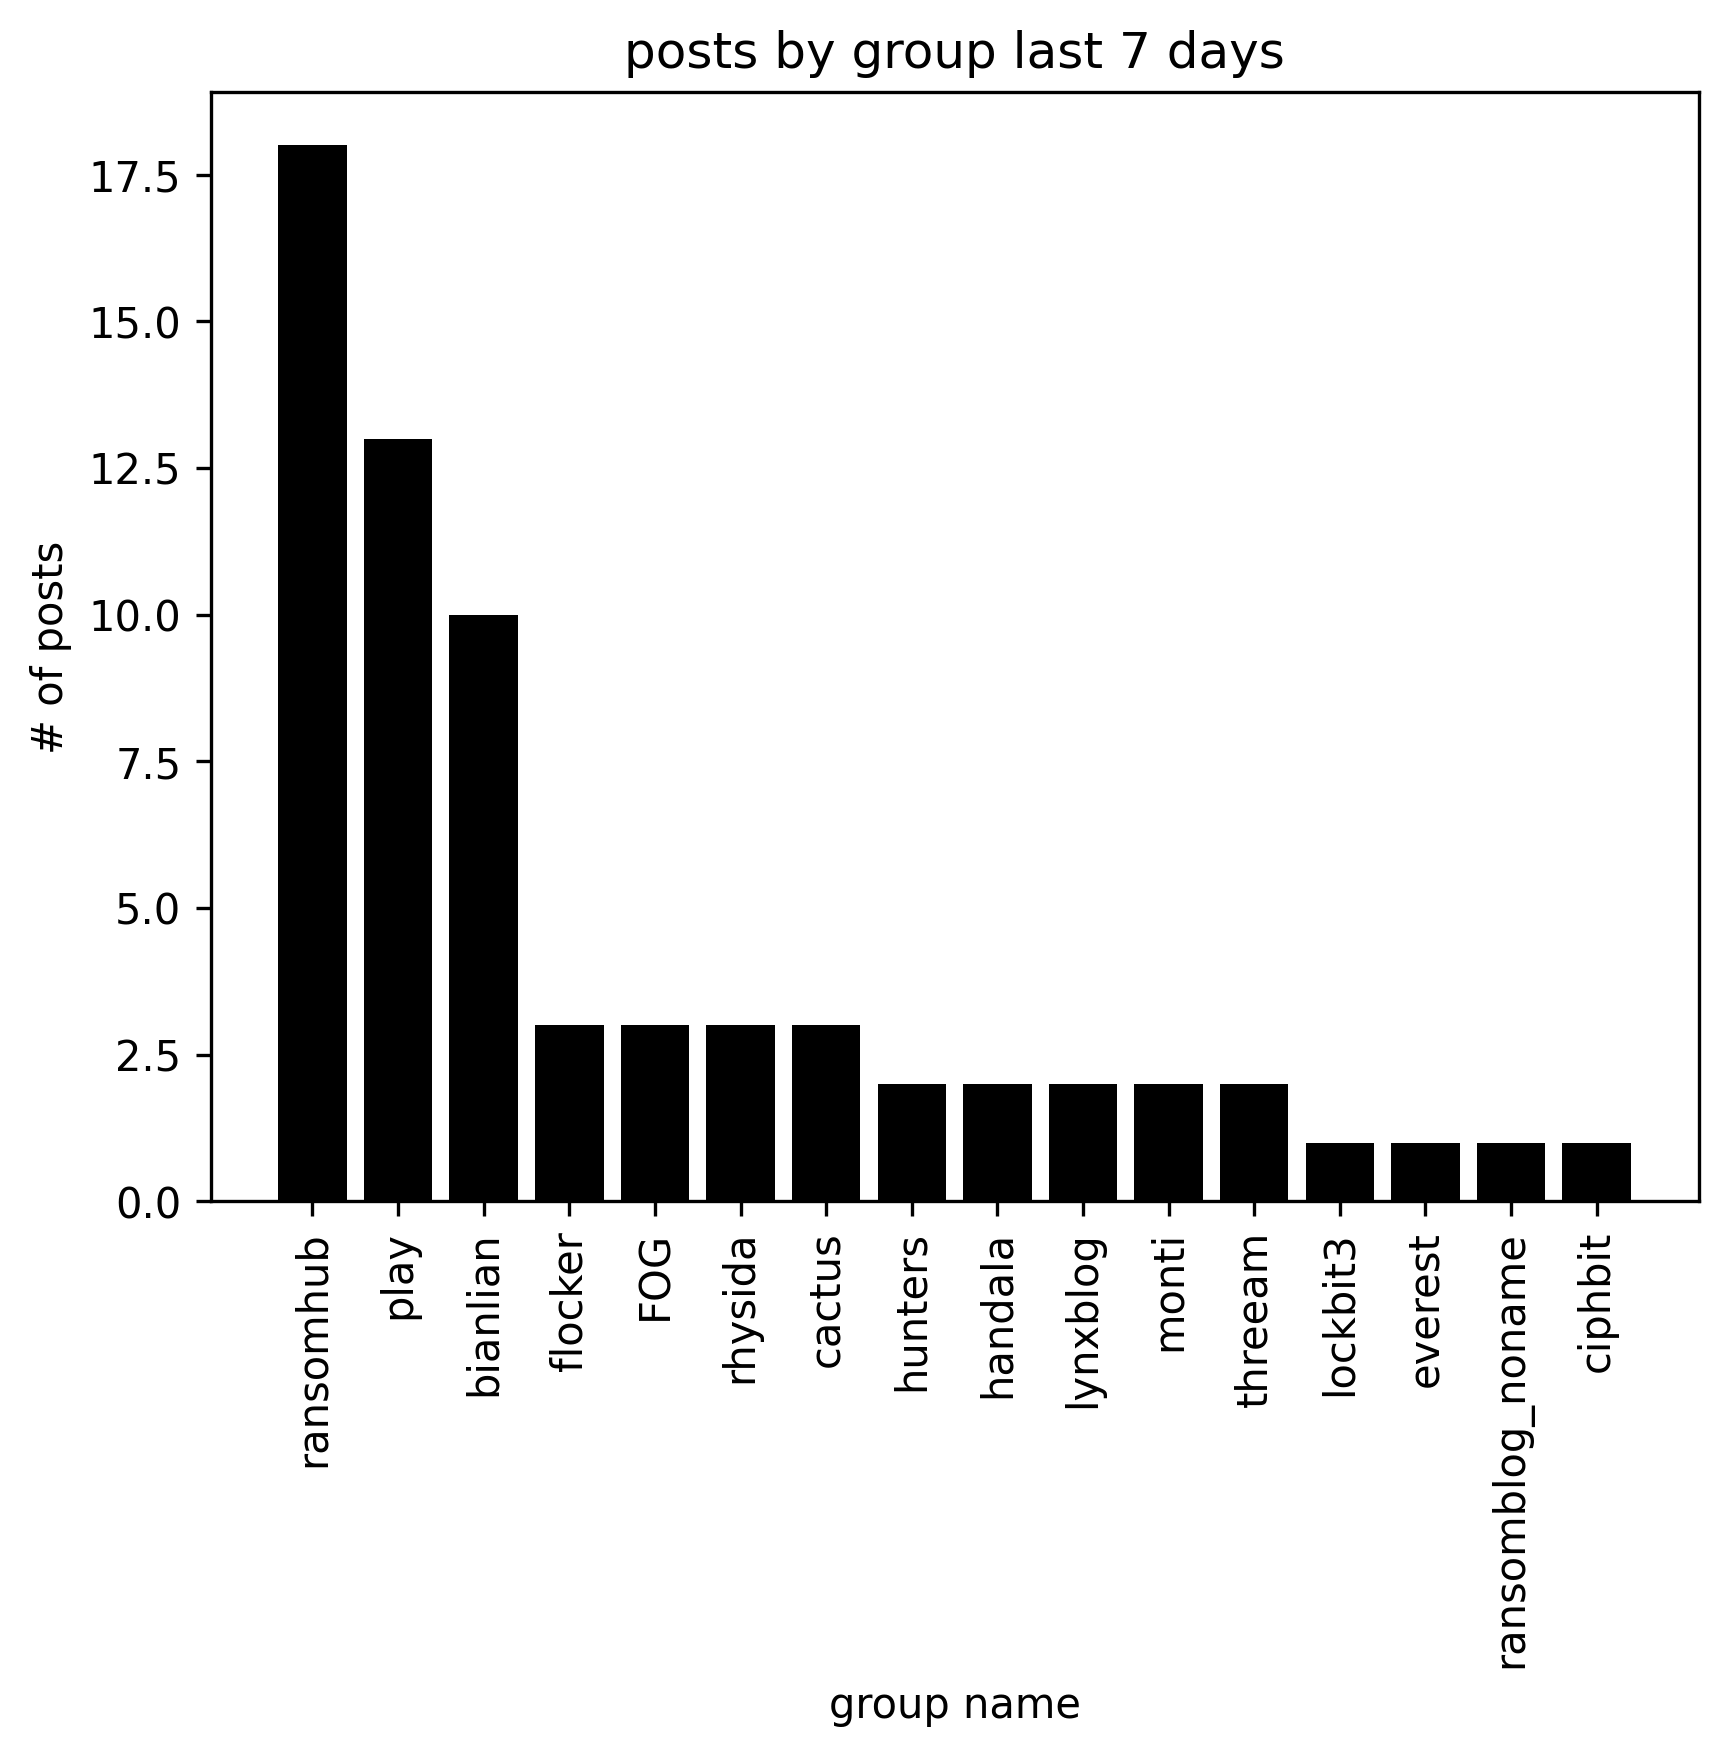 posts by group last 7 days
# of posts
17.5
15.0
12.5
10.0
7.5
5.0
2.5
0.0
ransomhub
play
bianlian
flocker
FOG
rhysida
cactus
hunters
handala
lynxblog
monti
threeam
lockbit3
everest
ransomblog_noname
ciphbit
group name